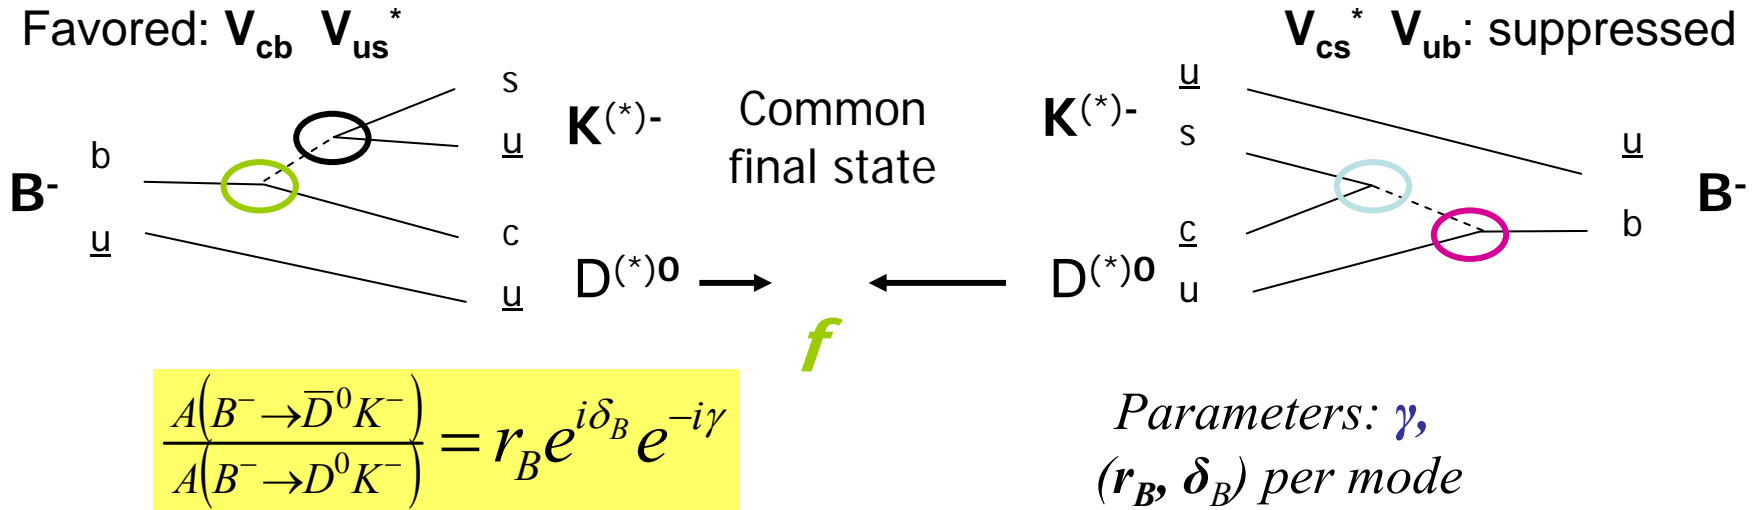 Favored: V_cb V_us^*
V_cs^* V_ub: suppressed
s
u
K^(*)-
b
B^-
u
c
u
D^(*)0
Common
final state
f
K^(*)-
u
s
c
D^(*)0
u
u
B^-
b
A(B^- → D̅^0 K^-) / A(B^- → D^0 K^-) = r_B e^{iδ_B} e^{-iγ}
Parameters: γ,
(r_B, δ_B) per mode